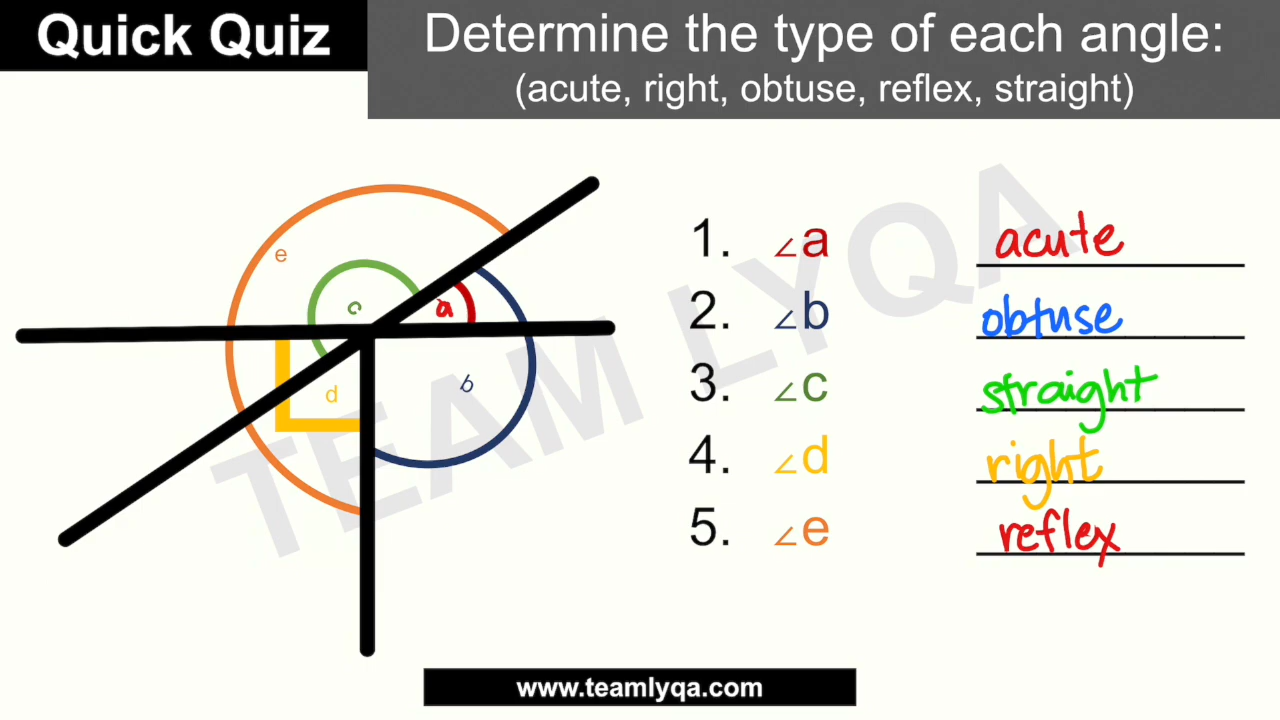 Quick Quiz
Determine the type of each angle:
(acute, right, obtuse, reflex, straight)
e
c
a
b
d
1. ∠a acute
2. ∠b obtuse
3. ∠c straight
4. ∠d right
5. ∠e reflex
TEAM LYQA
www.teamlyqa.com